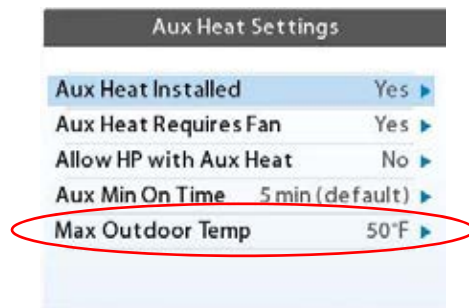 Aux Heat Settings
Aux Heat Installed Yes ▶
Aux Heat Requires Fan Yes ▶
Allow HP with Aux Heat No ▶
Aux Min On Time 5 min (default) ▶
Max Outdoor Temp 50°F ▶